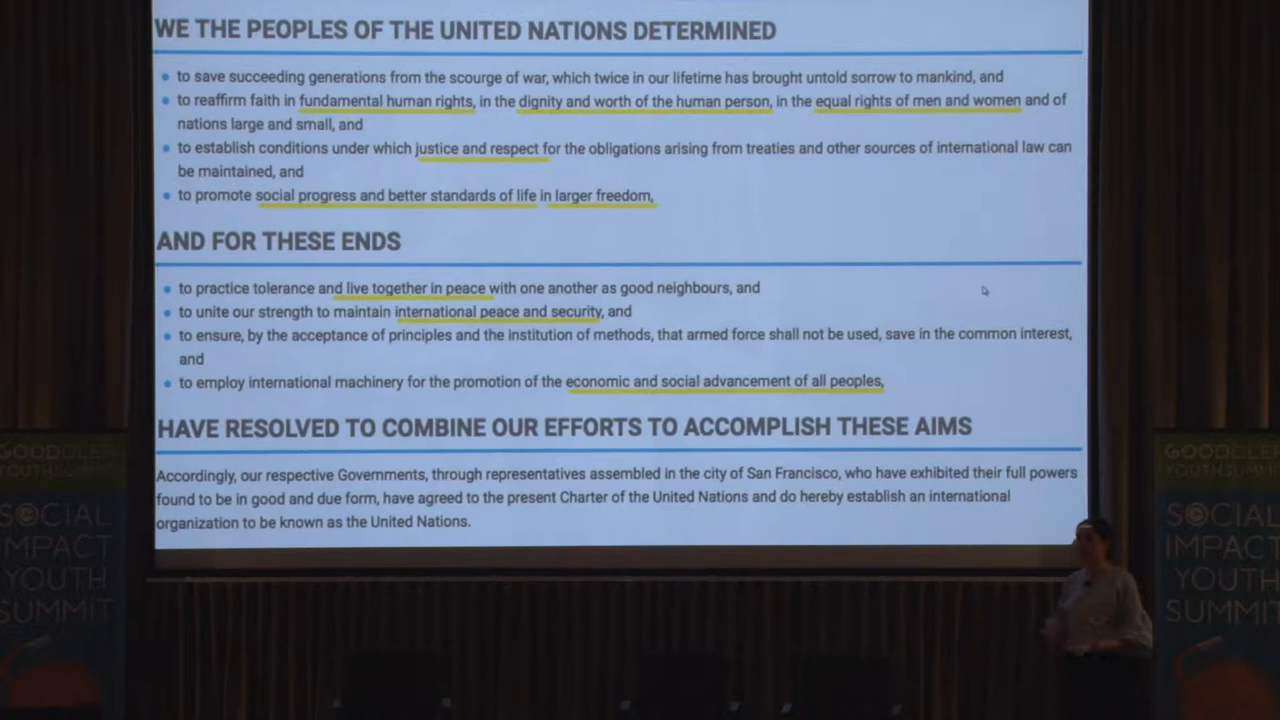 WE THE PEOPLES OF THE UNITED NATIONS DETERMINED
to save succeeding generations from the scourge of war, which twice in our lifetime has brought untold sorrow to mankind, and
to reaffirm faith in fundamental human rights, in the dignity and worth of the human person, in the equal rights of men and women and of
nations large and small, and
to establish conditions under which justice and respect for the obligations arising from treaties and other sources of international law can
be maintained, and
to promote social progress and better standards of life in larger freedom,
AND FOR THESE ENDS
to practice tolerance and live together in peace with one another as good neighbours, and
to unite our strength to maintain international peace and security, and
to ensure, by the acceptance of principles and the institution of methods, that armed force shall not be used, save in the common interest,
and
to employ international machinery for the promotion of the economic and social advancement of all peoples,
HAVE RESOLVED TO COMBINE OUR EFFORTS TO ACCOMPLISH THESE AIMS
Accordingly, our respective Governments, through representatives assembled in the city of San Francisco, who have exhibited their full powers
found to be in good and due form, have agreed to the present Charter of the United Nations and do hereby establish an international
organization to be known as the United Nations.
GOODOLER
YOUTHSUMMIT
SOCIAL
IMPACT
YOUTH
SUMMIT
GOODOLER
YOUTHSUMMIT
SOCIAL
IMPACT
YOUTH
SUMMIT